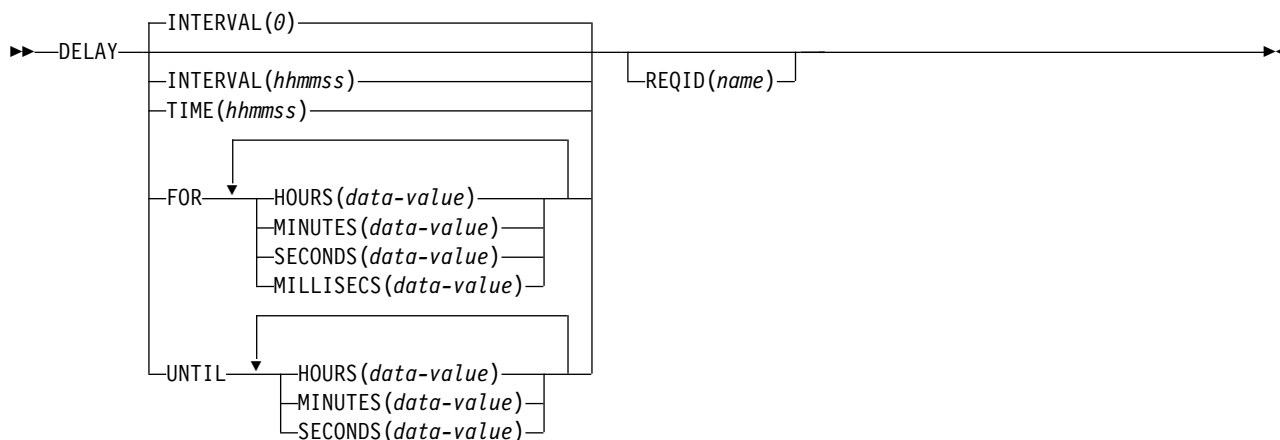 INTERVAL(0)
DELAY
INTERVAL(hhmmss)
REQID(name)
TIME(hhmmss)
FOR HOURS(data-value)
MINUTES(data-value)
SECONDS(data-value)
MILLISECS(data-value)
UNTIL HOURS(data-value)
MINUTES(data-value)
SECONDS(data-value)